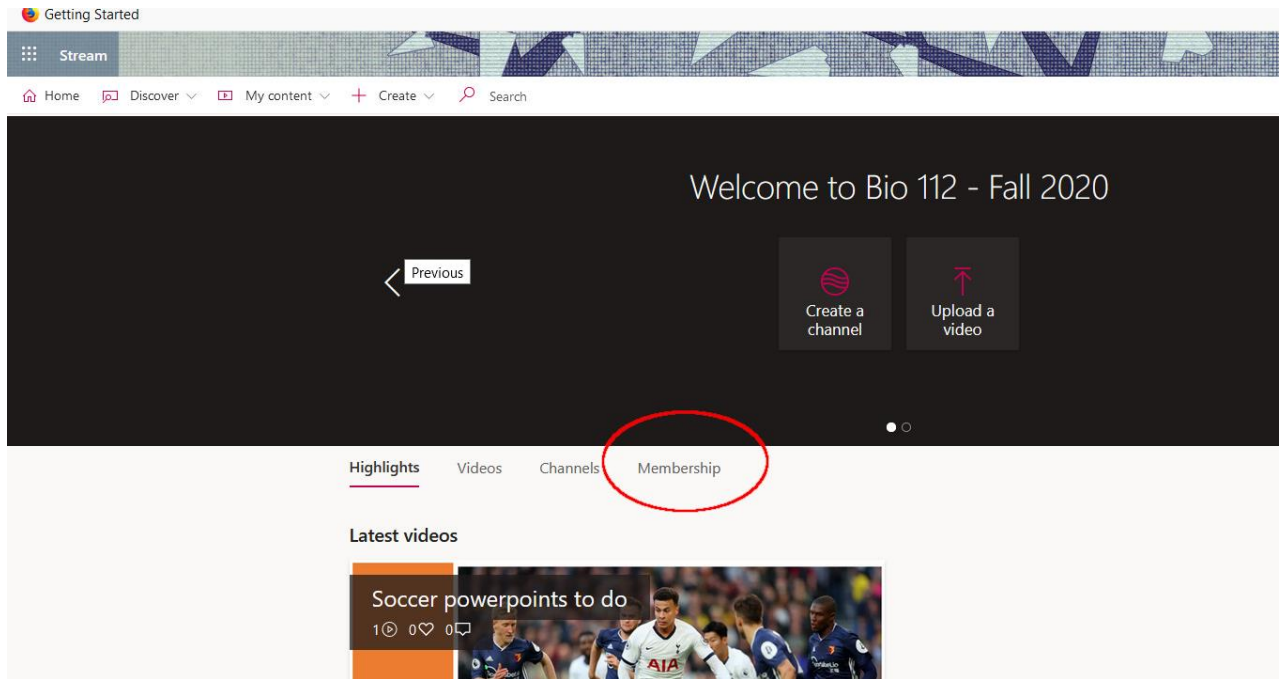 Getting Started
Stream
Home Discover My content Create Search
Welcome to Bio 112 - Fall 2020
Previous
Create a channel
Upload a video
Highlights Videos Channels Membership
Latest videos
Soccer powerpoints to do
1 0 0
AIA